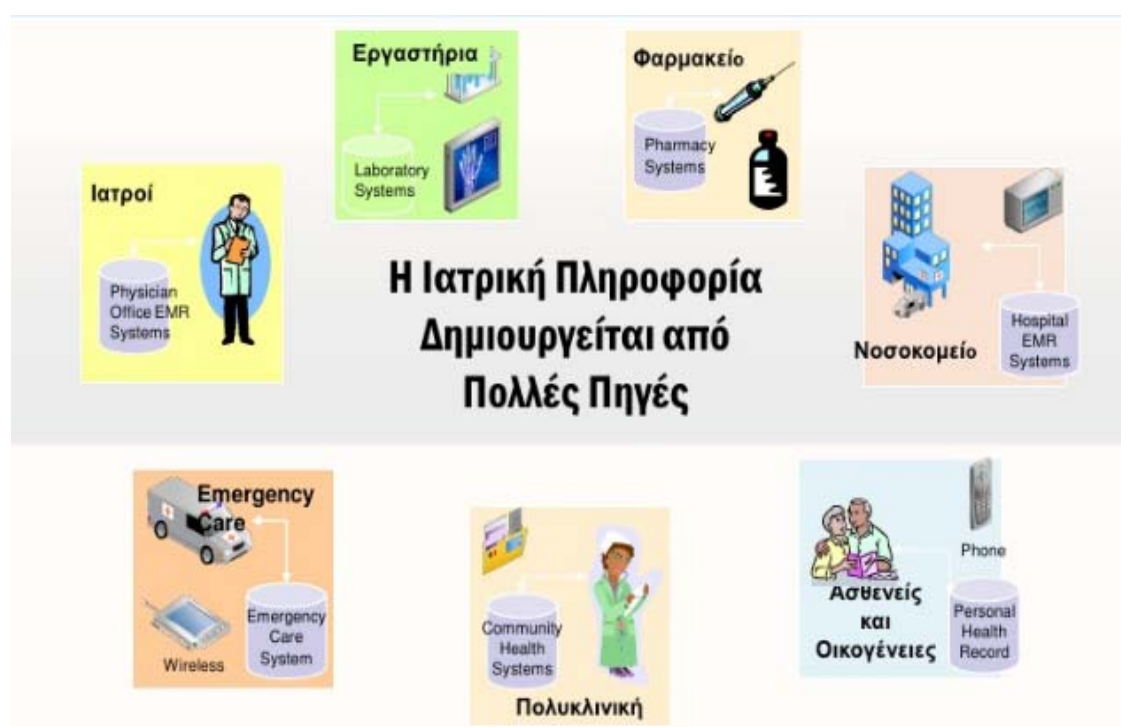 Εργαστήρια
Laboratory
Systems
Φαρμακείο
Pharmacy
Systems
Ιατροί
Physician
Office EMR
Systems
Η Ιατρική Πληροφορία
Δημιουργείται από
Πολλές Πηγές
Νοσοκομείο
Hospital
EMR
Systems
Emergency
Care
Wireless
Emergency
Care
System
Community
Health
Systems
Πολυκλινική
Phone
Ασθενείς
και
Οικογένειες
Personal
Health
Record